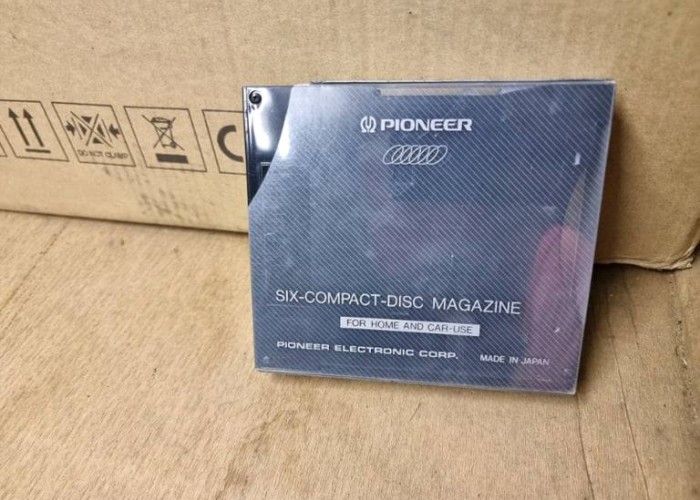 PIONEER
SIX-COMPACT-DISC MAGAZINE
FOR HOME AND CAR-USE
PIONEER ELECTRONIC CORP.
MADE IN JAPAN
DO NOT CLAMP